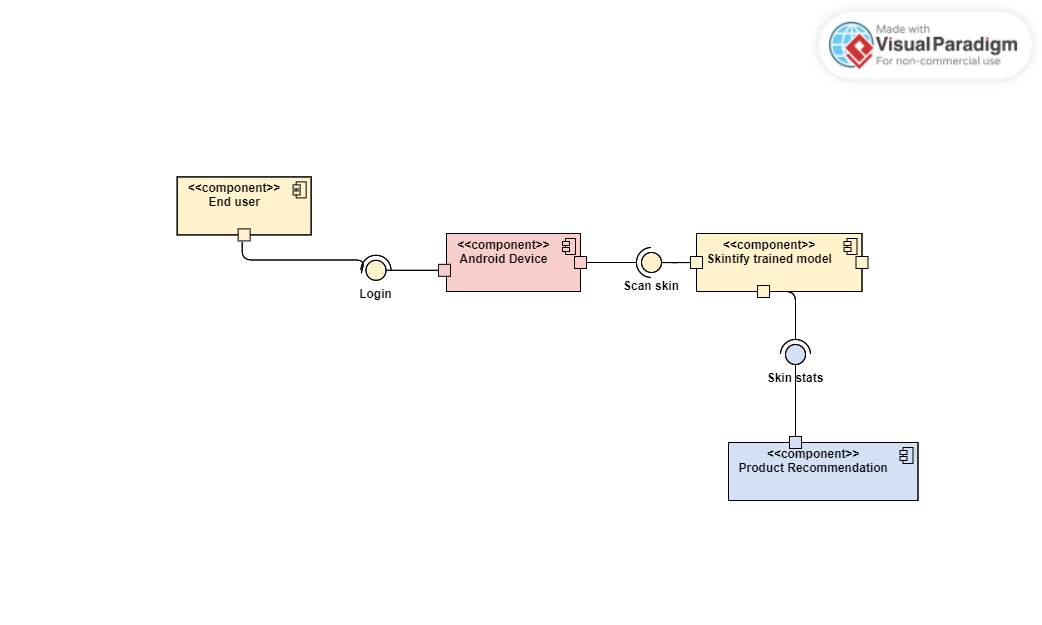 Made with
Visual Paradigm
For non-commercial use
<<component>>
End user
<<component>>
Android Device
<<component>>
Skintify trained model
Login
Scan skin
Skin stats
<<component>>
Product Recommendation